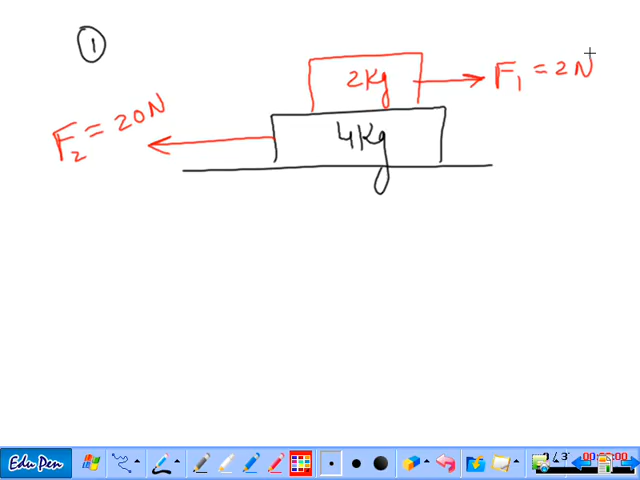 1
2Kg
F1 = 2N
F2 = 20N
4Kg
Edu Pen